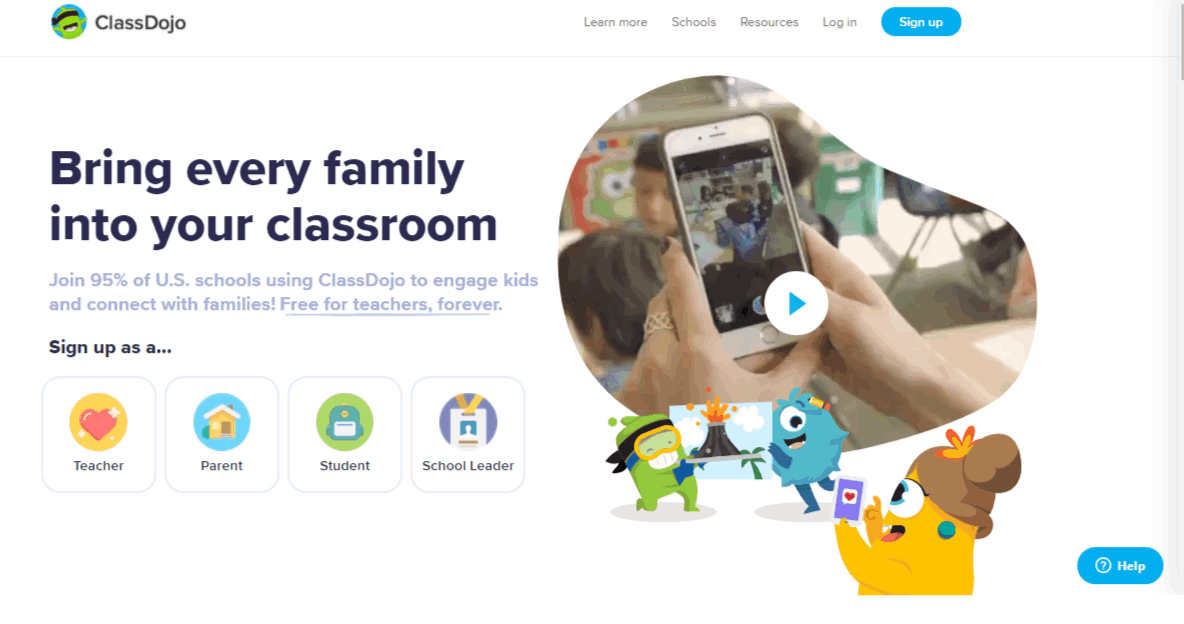 ClassDojo
Learn more
Schools
Resources
Log in
Sign up
Bring every family
into your classroom
Join 95% of U.S. schools using ClassDojo to engage kids
and connect with families! Free for teachers, forever.
Sign up as a...
Teacher
Parent
Student
School Leader
Help